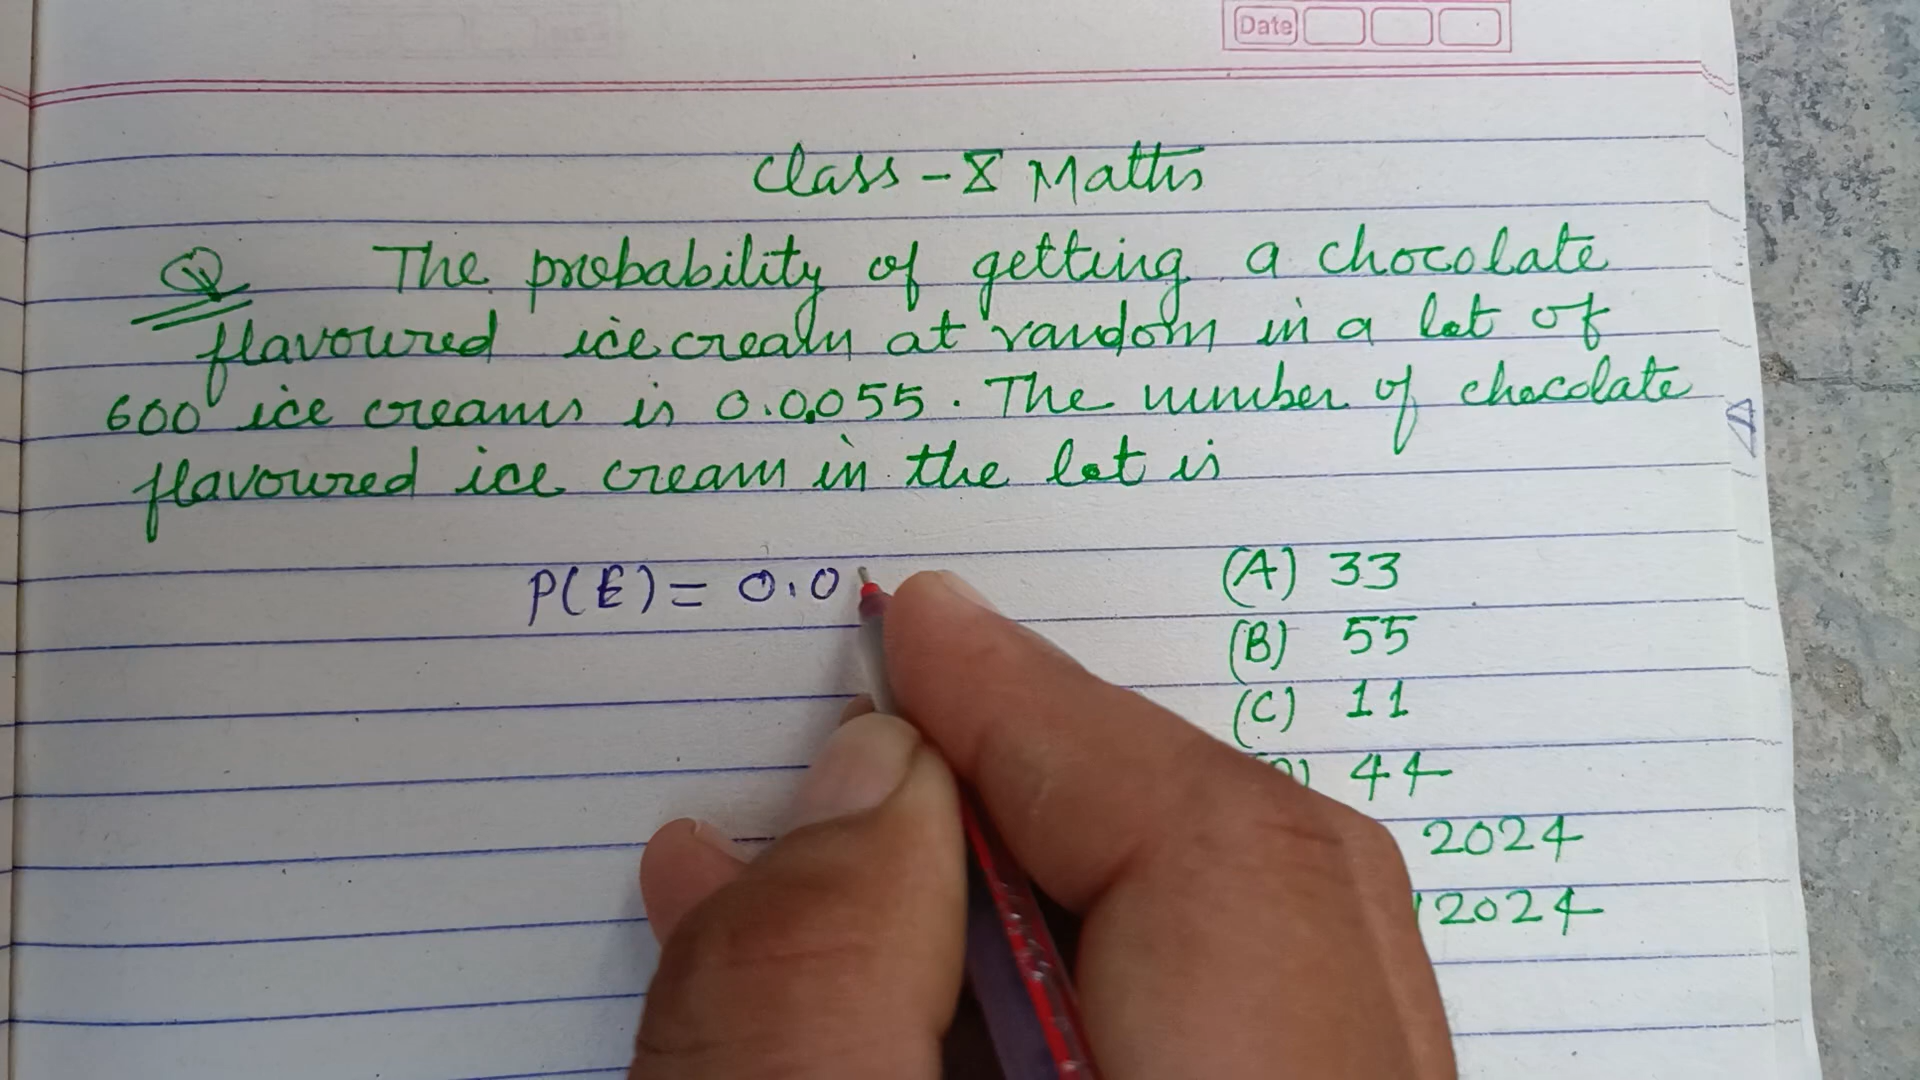 Date
Class - X Maths
Q The probability of getting a chocolate
flavoured ice cream at random in a lot of
600 ice creams is 0.0055. The number of chocolate
flavoured ice cream in the lot is
P(E) = 0.0
(A) 33
(B) 55
(C) 11
44
2024
2024